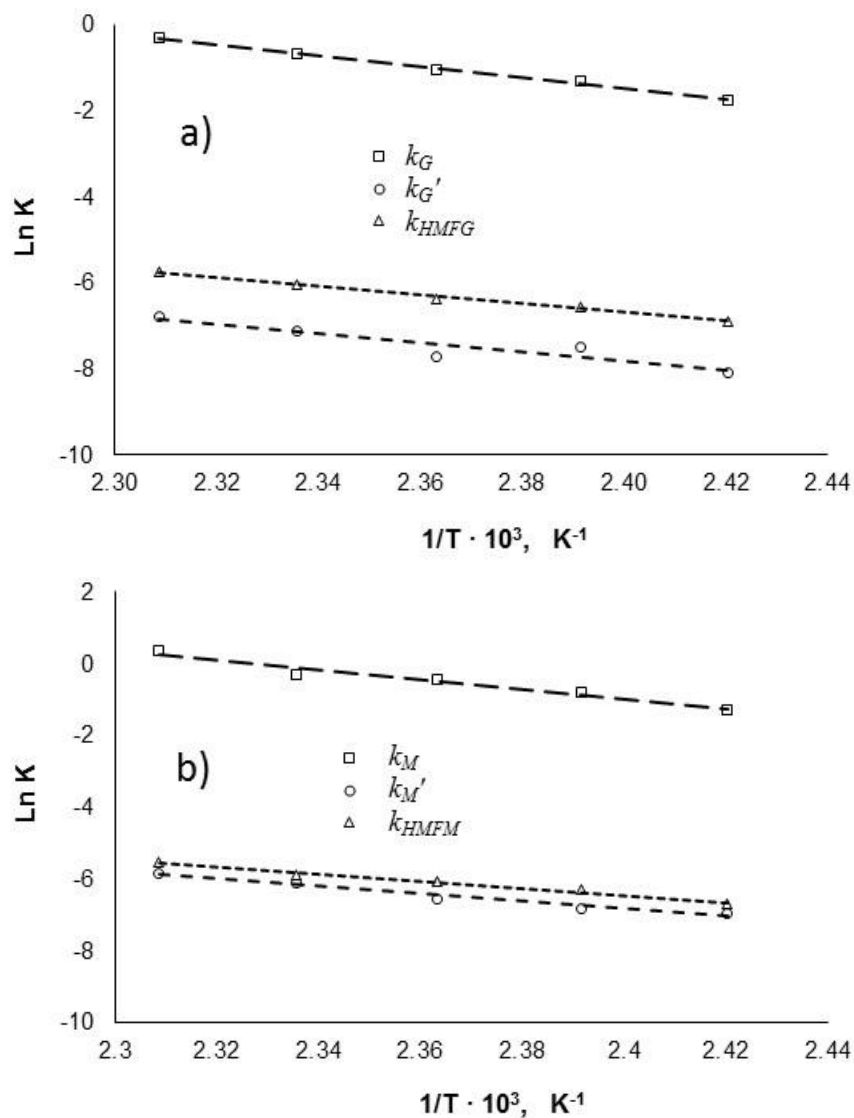 0
-2
-4
-6
-8
-10
Ln K
a)
k_G
k_G'
k_HMFG
2.30 2.32 2.34 2.36 2.38 2.40 2.42 2.44
1/T · 10³, K⁻¹
2
0
-2
-4
-6
-8
-10
Ln K
b)
k_M
k_M'
k_HMFM
2.3 2.32 2.34 2.36 2.38 2.4 2.42 2.44
1/T · 10³, K⁻¹